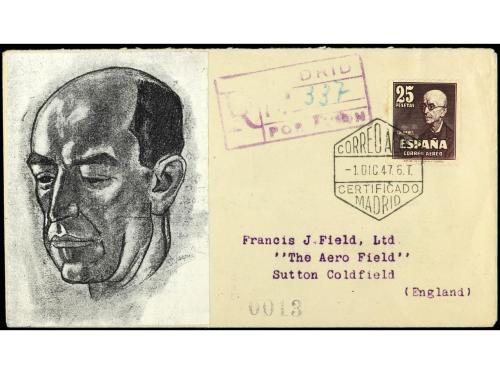 DRID
R
337
POR AVION
25
PESETAS
ESPAÑA
CORREO AEREO
CORREO A
-1.DIC.47.6.T.
CERTIFICADO
MADRID
Francis J.Field, Ltd.
"The Aero Field"
Sutton Coldfield
(England)
0013